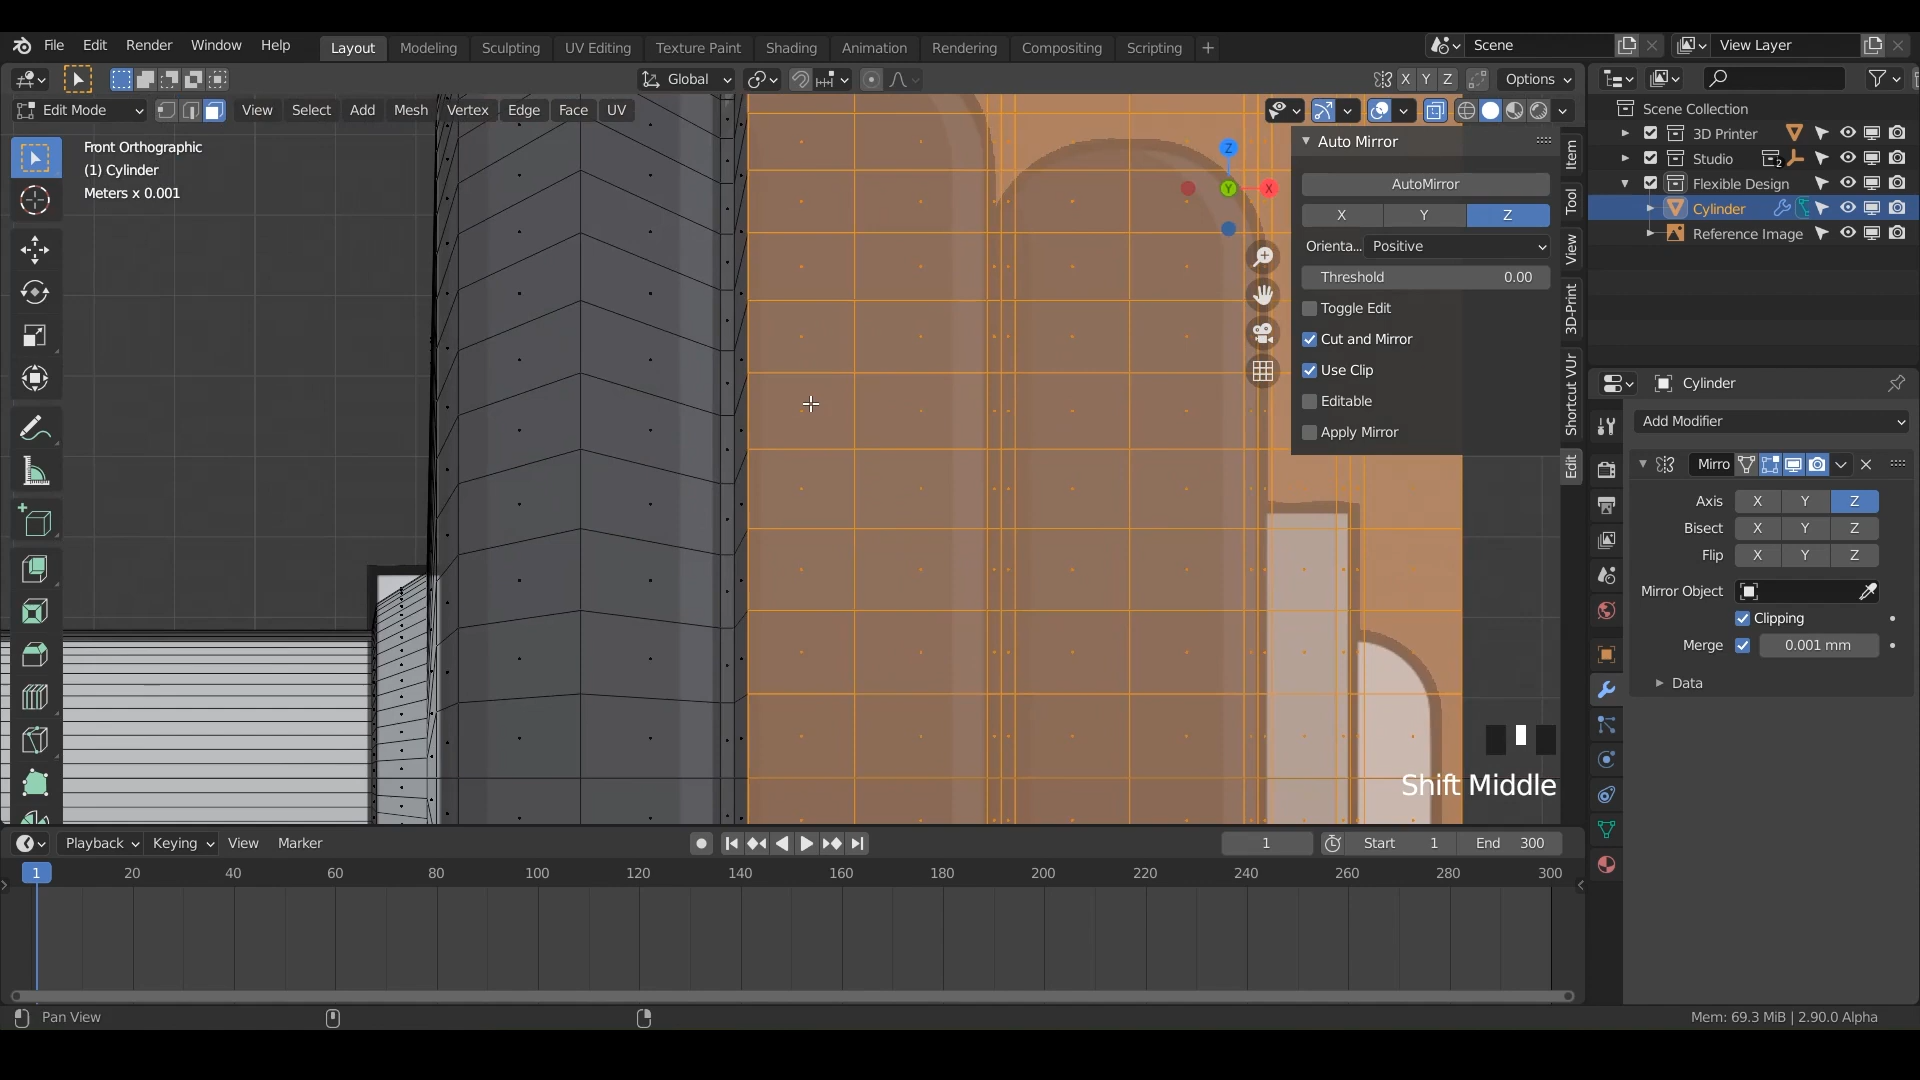 File Edit Render Window Help Layout Modeling Sculpting UV Editing Texture Paint Shading Animation Rendering Compositing Scripting + Scene View Layer
Global X Y Z Options
Edit Mode View Select Add Mesh Vertex Edge Face UV
Front Orthographic
(1) Cylinder
Meters x 0.001
Z
Y
X
Auto Mirror
AutoMirror
X Y Z
Orienta... Positive
Threshold 0.00
Toggle Edit
Cut and Mirror
Use Clip
Editable
Apply Mirror
Item
Tool
View
3D-Print
Shortcut VUr
Edit
Shift Middle
Scene Collection
3D Printer
Studio 2
Flexible Design
Cylinder
Reference Image
Cylinder
Add Modifier
Mirro
Axis X Y Z
Bisect X Y Z
Flip X Y Z
Mirror Object
Clipping
Merge 0.001 mm
Data
Playback Keying View Marker 1 Start 1 End 300
1 20 40 60 80 100 120 140 160 180 200 220 240 260 280 300
Pan View
Mem: 69.3 MiB | 2.90.0 Alpha